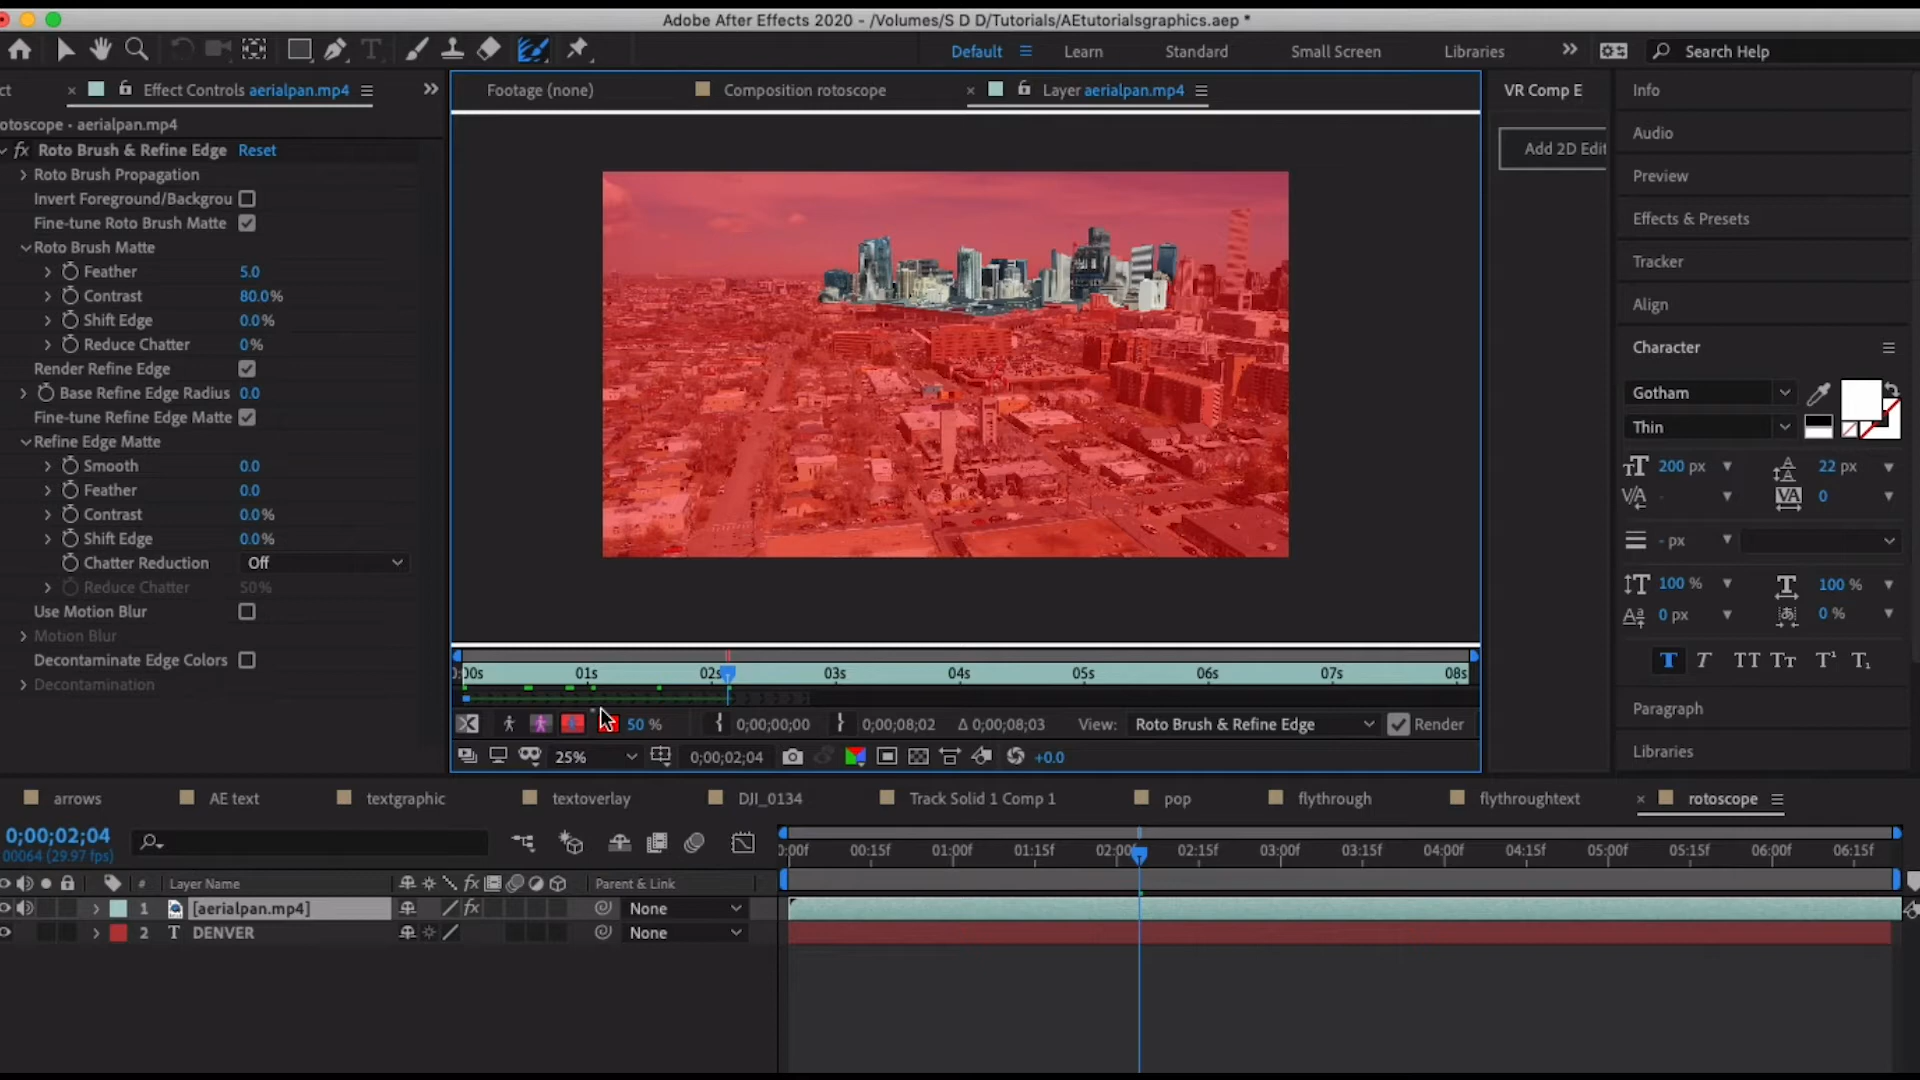 Adobe After Effects 2020 - /Volumes/S D D/Tutorials/AEtutorialsgraphics.aep *
Default
Learn
Standard
Small Screen
Libraries
Search Help
ct
Effect Controls aerialpan.mp4
Footage (none)
Composition rotoscope
Layer aerialpan.mp4
VR Comp E
Info
otoscope • aerialpan.mp4
fx Roto Brush & Refine Edge Reset
Roto Brush Propagation
Invert Foreground/Backgrou
Fine-tune Roto Brush Matte
Roto Brush Matte
Feather 5.0
Contrast 80.0%
Shift Edge 0.0%
Reduce Chatter 0%
Render Refine Edge
Base Refine Edge Radius 0.0
Fine-tune Refine Edge Matte
Refine Edge Matte
Smooth 0.0
Feather 0.0
Contrast 0.0%
Shift Edge 0.0%
Chatter Reduction Off
Reduce Chatter 50%
Use Motion Blur
Motion Blur
Decontaminate Edge Colors
Decontamination
Add 2D Edit
Audio
Preview
Effects & Presets
Tracker
Align
Character
Gotham
Thin
200 px 22 px
- 0
- px
100 % 100 %
0 px 0 %
T T TT Tт T¹ T₁
Paragraph
Libraries
0:00s 01s 02s 03s 04s 05s 06s 07s 08s
50 % 0;00;00;00 0;00;08;02 Δ 0;00;08;03 View: Roto Brush & Refine Edge Render
25% 0;00;02;04 +0.0
arrows AE text textgraphic textoverlay DJI_0134 Track Solid 1 Comp 1 pop flythrough flythroughtext rotoscope
0;00;02;04
00064 (29.97 fps)
:00f 00:15f 01:00f 01:15f 02:00f 02:15f 03:00f 03:15f 04:00f 04:15f 05:00f 05:15f 06:00f 06:15f
# Layer Name fx Parent & Link
1 [aerialpan.mp4] fx None
2 T DENVER None